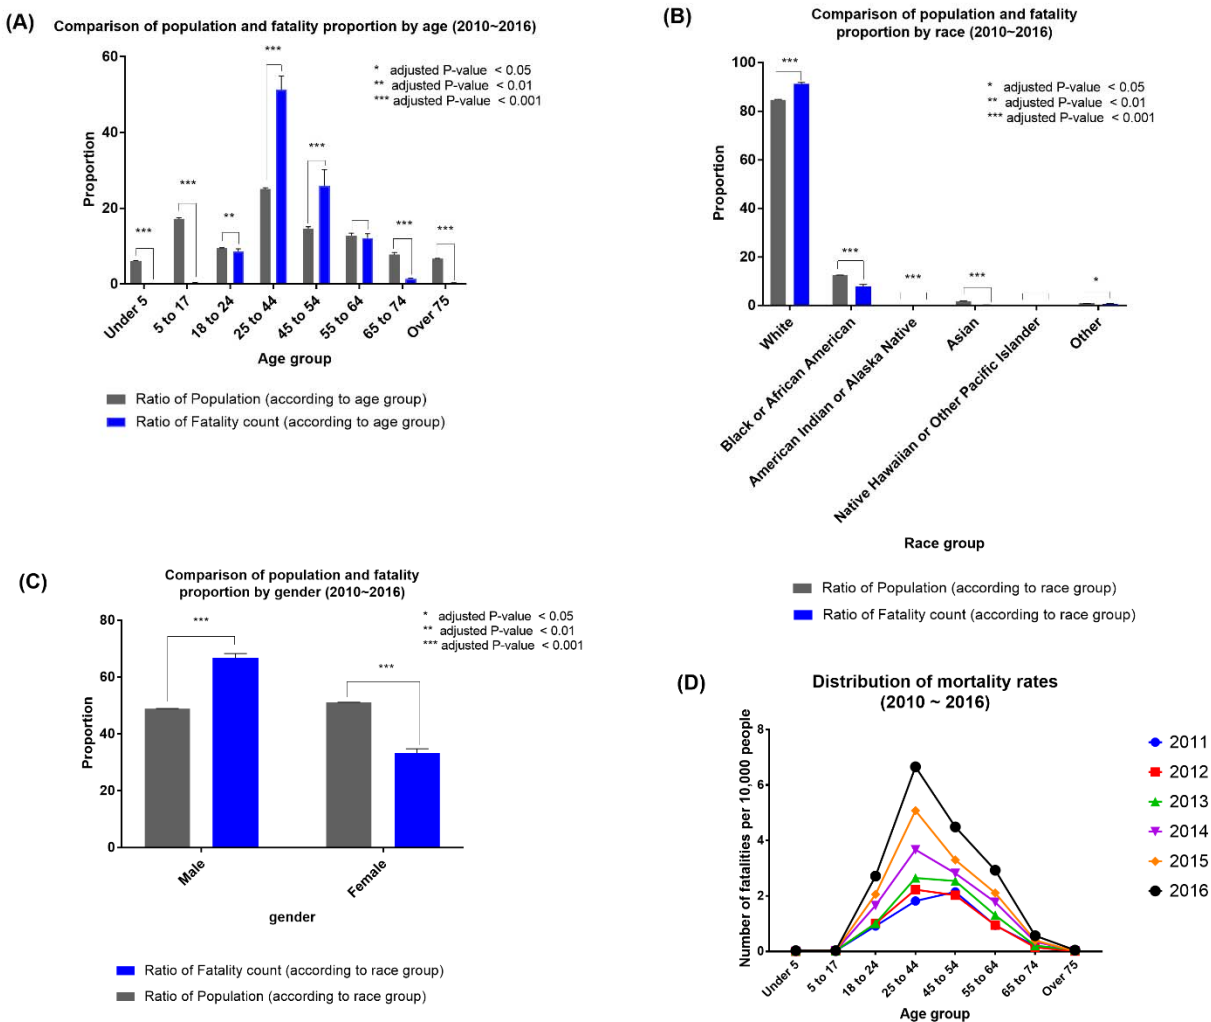 (A)
Comparison of population and fatality proportion by age (2010~2016)
* adjusted P-value < 0.05
** adjusted P-value < 0.01
*** adjusted P-value < 0.001
Proportion
60
40
20
0
***
***
**
***
***
***
***
Under 5
5 to 17
18 to 24
25 to 44
45 to 54
55 to 64
65 to 74
Over 75
Age group
Ratio of Population (according to age group)
Ratio of Fatality count (according to age group)
(B)
Comparison of population and fatality
proportion by race (2010~2016)
* adjusted P-value < 0.05
** adjusted P-value < 0.01
*** adjusted P-value < 0.001
Proportion
100
80
60
40
20
0
***
***
***
***
*
White
Black or African American
American Indian or Alaska Native
Asian
Native Hawaiian or Other Pacific Islander
Other
Race group
Ratio of Population (according to race group)
Ratio of Fatality count (according to race group)
(C)
Comparison of population and fatality
proportion by gender (2010~2016)
* adjusted P-value < 0.05
** adjusted P-value < 0.01
*** adjusted P-value < 0.001
Proportion
80
60
40
20
0
***
***
Male
Female
gender
Ratio of Fatality count (according to race group)
Ratio of Population (according to race group)
(D)
Distribution of mortality rates
(2010 ~ 2016)
Number of fatalities per 10,000 people
8
6
4
2
0
Under 5
5 to 17
18 to 24
25 to 44
45 to 54
55 to 64
65 to 74
Over 75
Age group
2011
2012
2013
2014
2015
2016